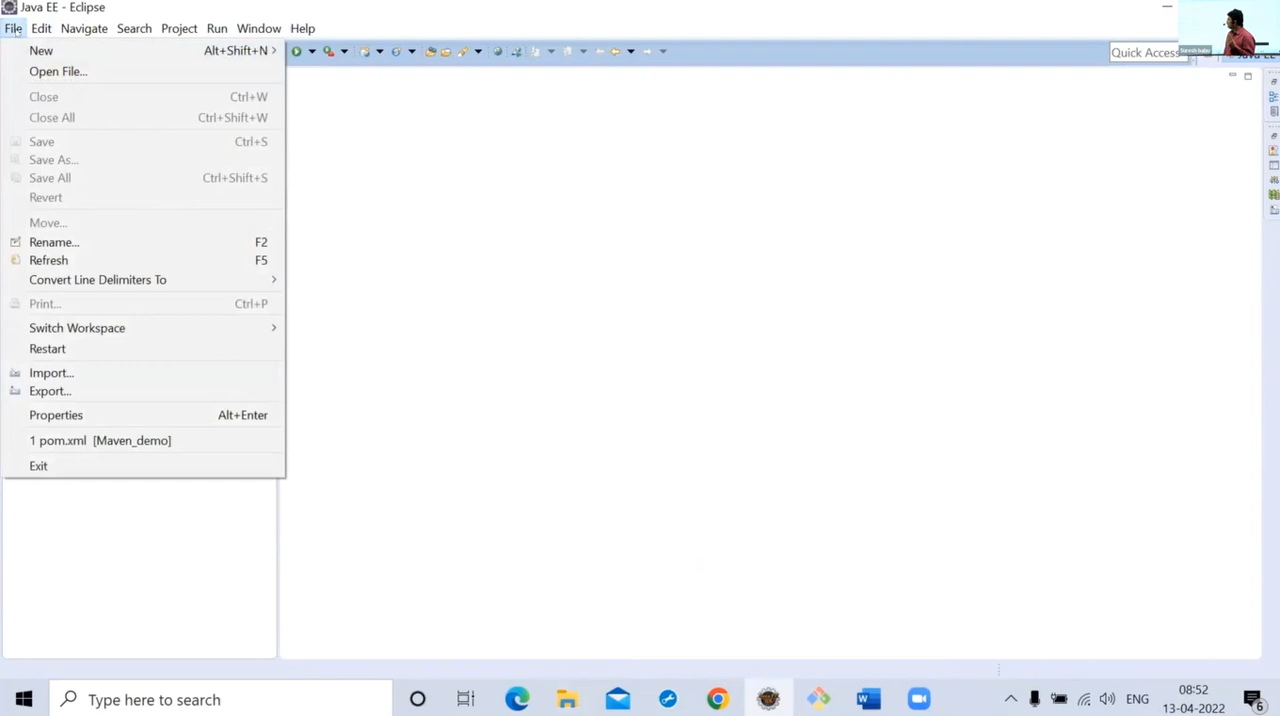 Java EE - Eclipse
File Edit Navigate Search Project Run Window Help
New Alt+Shift+N
Open File...
Close Ctrl+W
Close All Ctrl+Shift+W
Save Ctrl+S
Save As...
Save All Ctrl+Shift+S
Revert
Move...
Rename... F2
Refresh F5
Convert Line Delimiters To
Print... Ctrl+P
Switch Workspace
Restart
Import...
Export...
Properties Alt+Enter
1 pom.xml [Maven_demo]
Exit
Quick Access
Java EE
Type here to search
ENG
08:52
13-04-2022
6